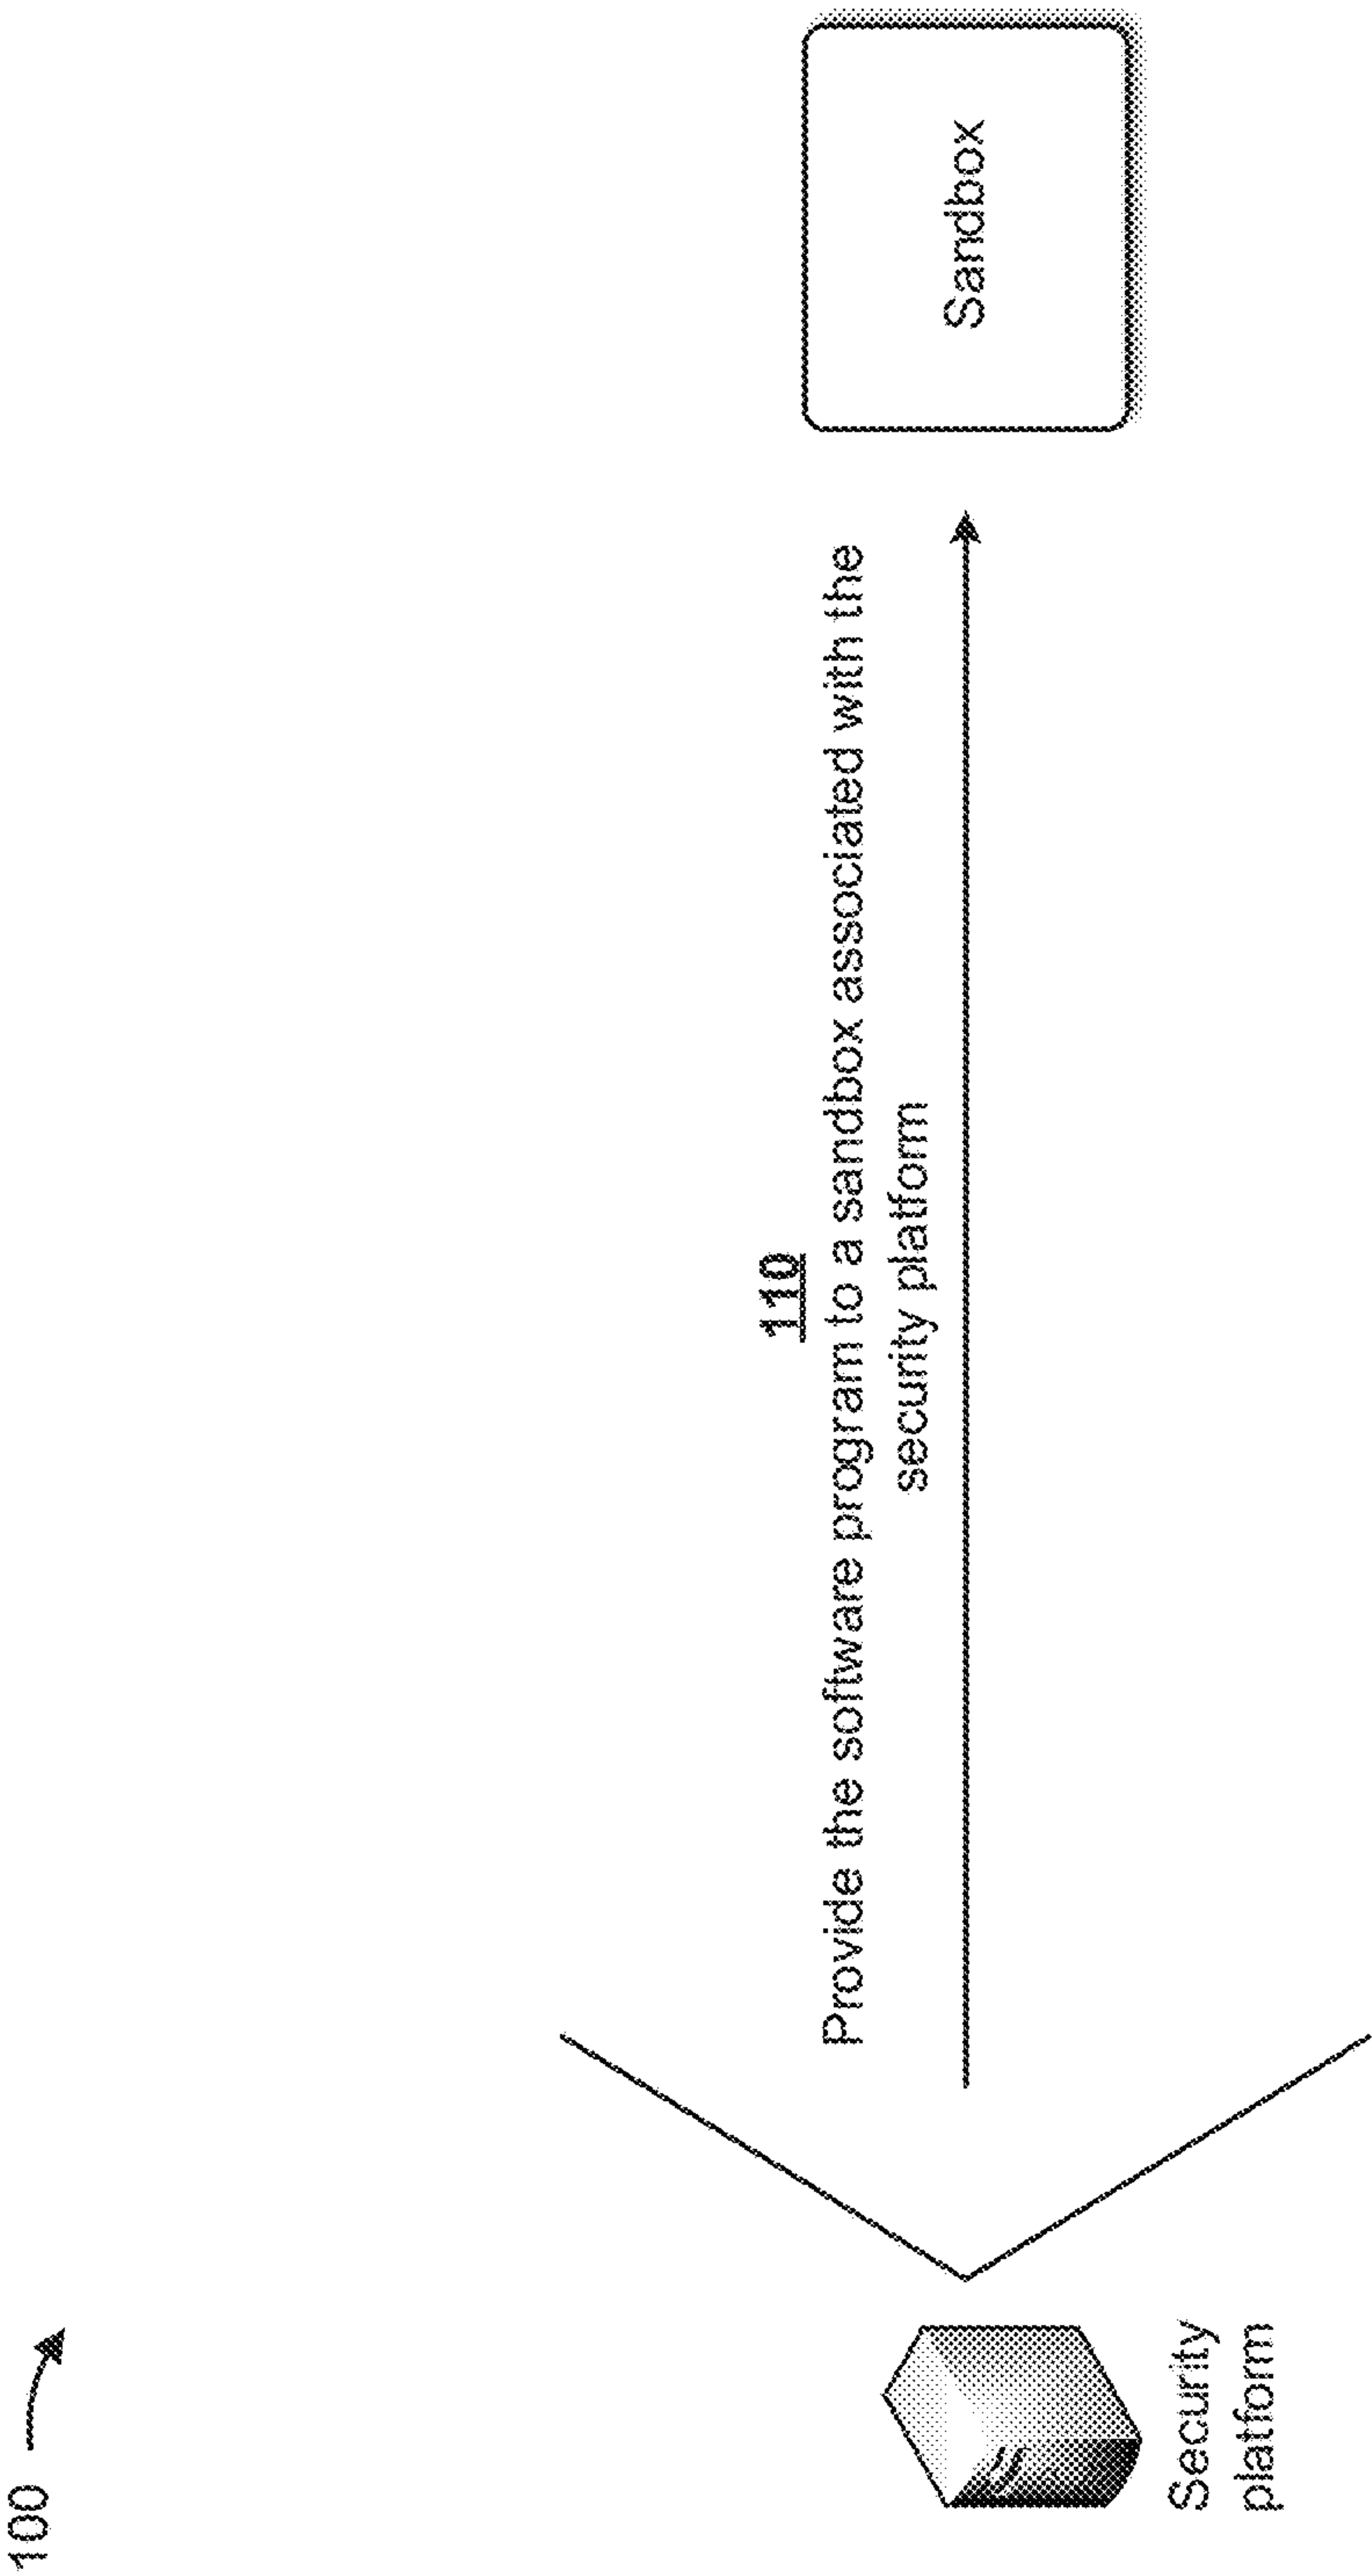 100
110
Provide the software program to a sandbox associated with the
security platform
Sandbox
Security
platform